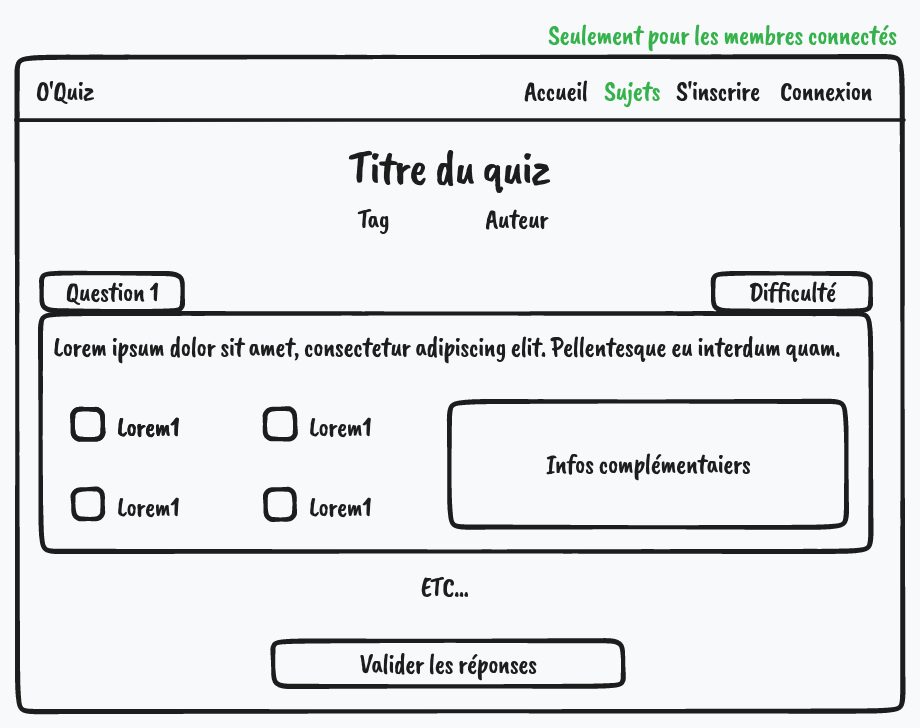 Seulement pour les membres connectés
O'Quiz Accueil Sujets S'inscrire Connexion
Titre du quiz
Tag Auteur
Question 1 Difficulté
Lorem ipsum dolor sit amet, consectetur adipiscing elit. Pellentesque eu interdum quam.
Lorem1 Lorem1
Infos complémentaiers
Lorem1 Lorem1
ETC...
Valider les réponses